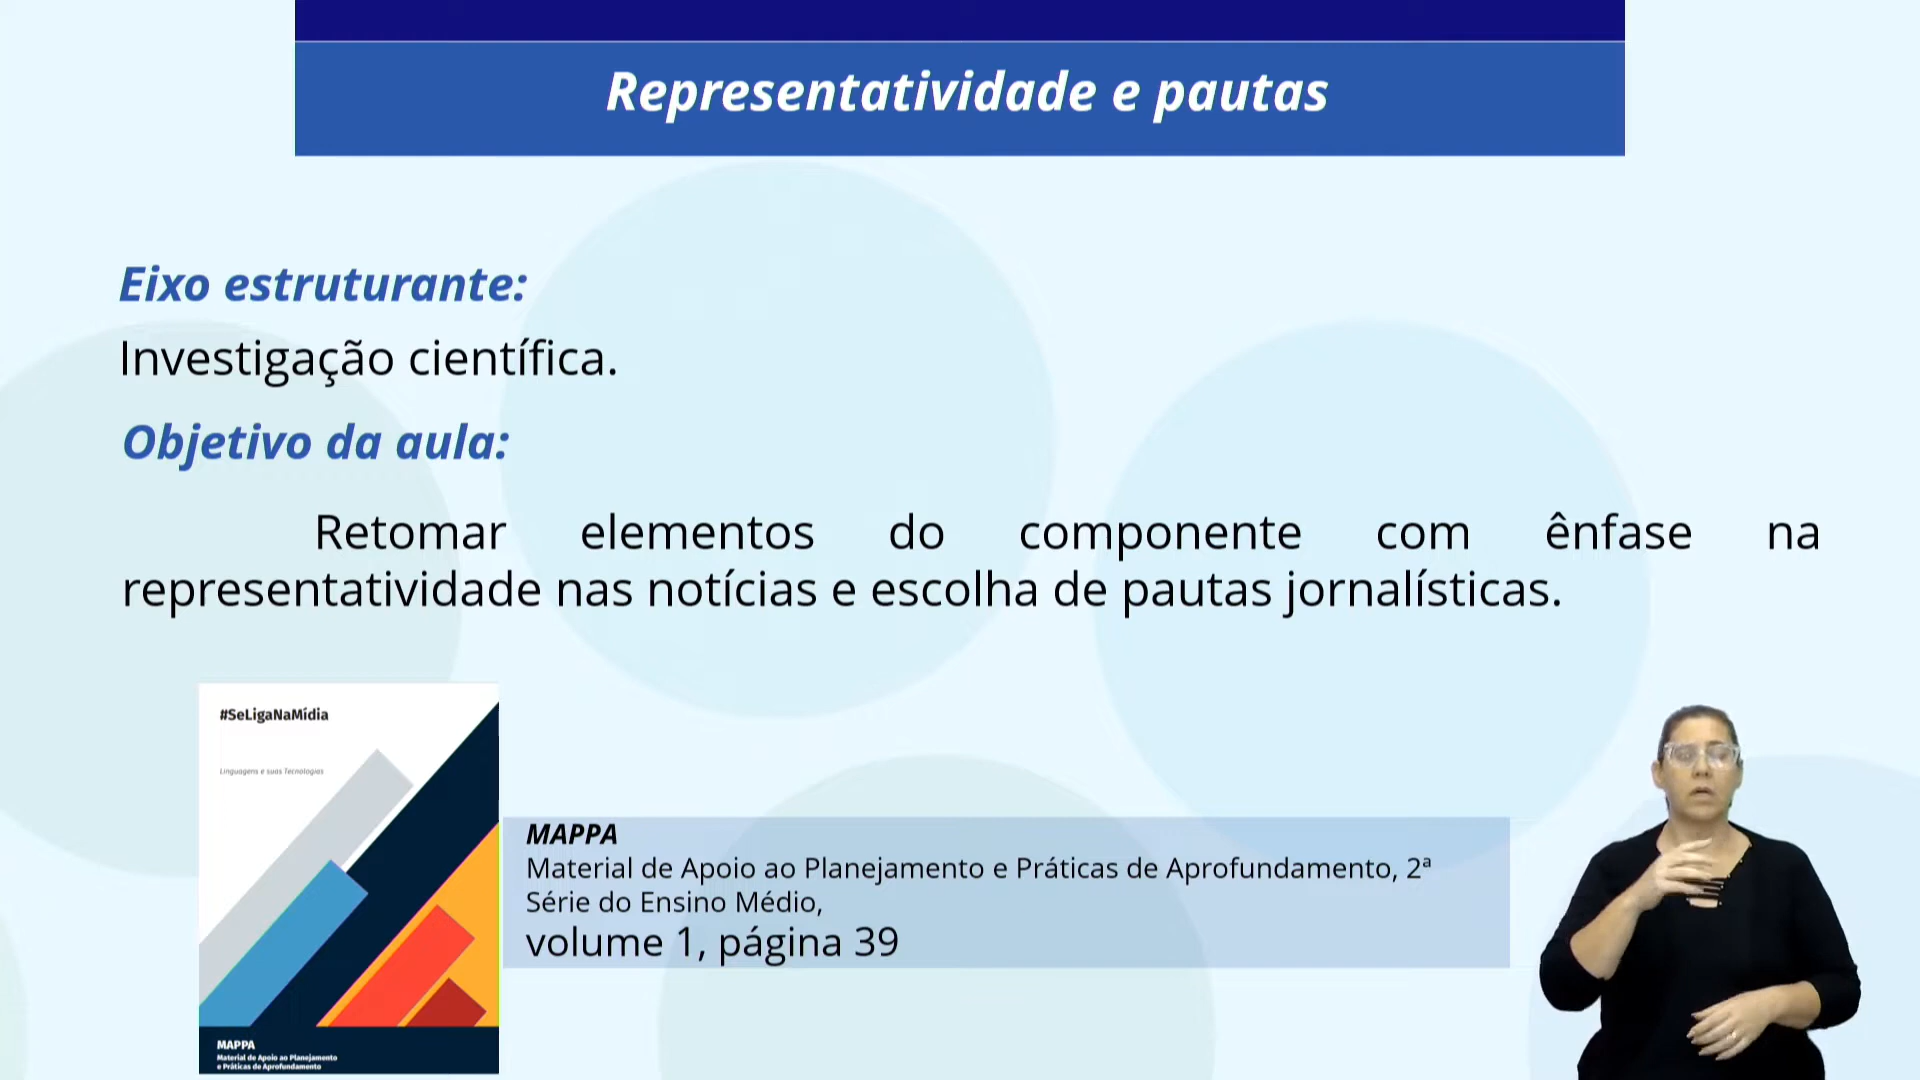 Representatividade e pautas
Eixo estruturante:
Investigação científica.
Objetivo da aula:
Retomar elementos do componente com ênfase na
representatividade nas notícias e escolha de pautas jornalísticas.
#SeLigaNaMídia
Linguagens e suas Tecnologias
MAPPA
Material de Apoio ao Planejamento
e Práticas de Aprofundamento
MAPPA
Material de Apoio ao Planejamento e Práticas de Aprofundamento, 2ª
Série do Ensino Médio,
volume 1, página 39